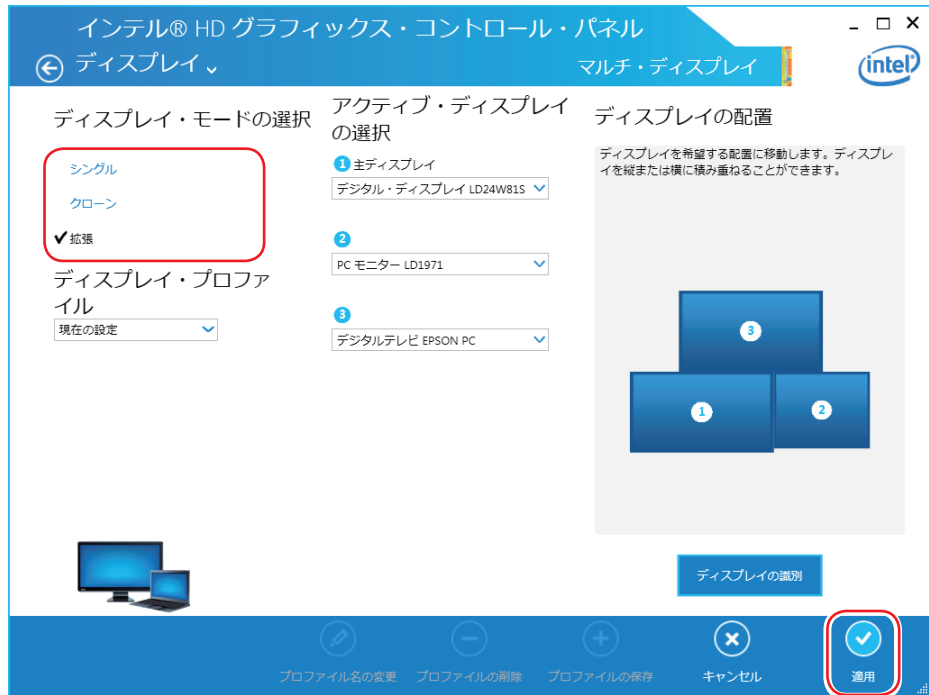 インテル® HD グラフィックス・コントロール・パネル
ディスプレイ
マルチ・ディスプレイ
intel
ディスプレイ・モードの選択
シングル
クローン
拡張
ディスプレイ・プロファ
イル
現在の設定
アクティブ・ディスプレイ
の選択
1 主ディスプレイ
デジタル・ディスプレイ LD24W81S
2
PC モニター LD1971
3
デジタルテレビ EPSON PC
ディスプレイの配置
ディスプレイを希望する配置に移動します。ディスプレ
イを縦または横に積み重ねることができます。
3
1
2
ディスプレイの識別
プロファイル名の変更
プロファイルの削除
プロファイルの保存
キャンセル
適用